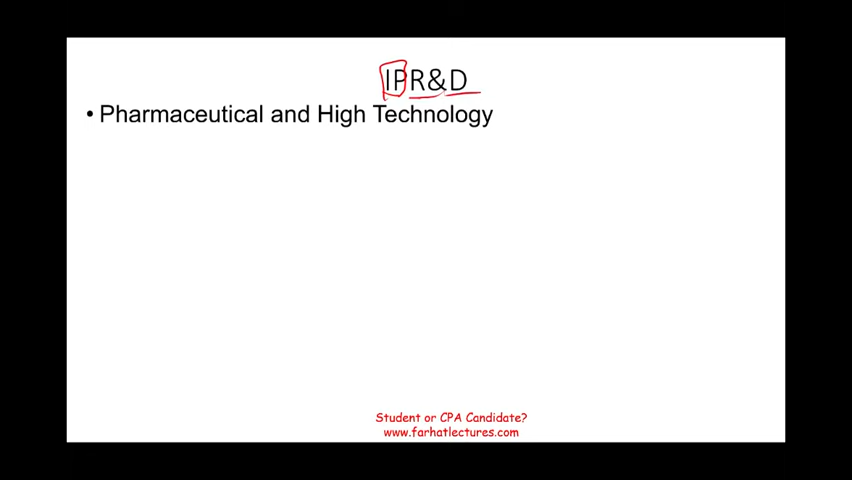 IPR&D
• Pharmaceutical and High Technology
Student or CPA Candidate?
www.farhatlectures.com